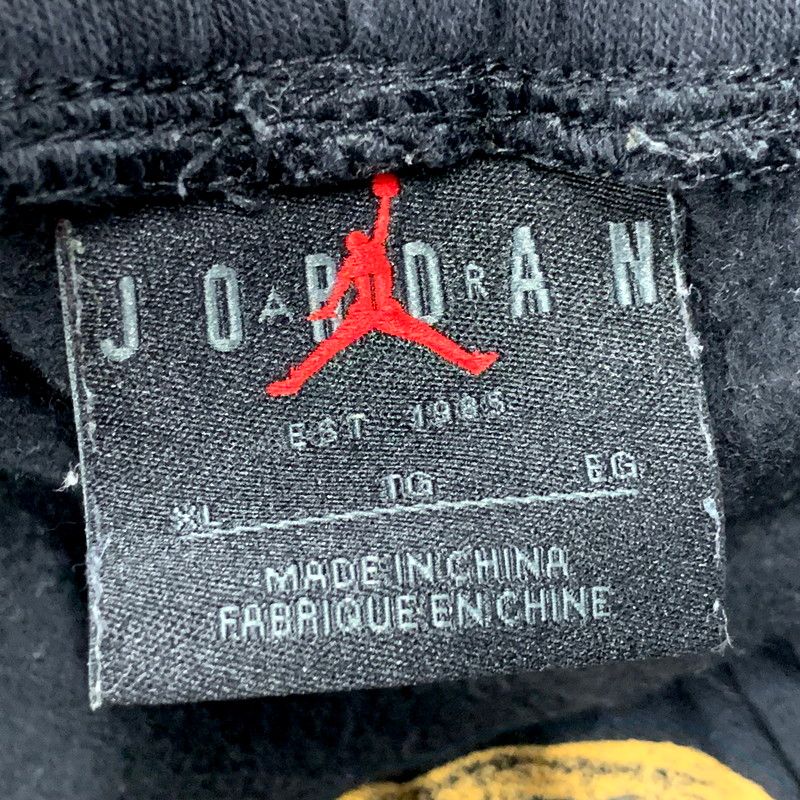 JORDAN
AIR
EST. 1985
XL TG EG
MADE IN CHINA
FABRIQUE EN CHINE